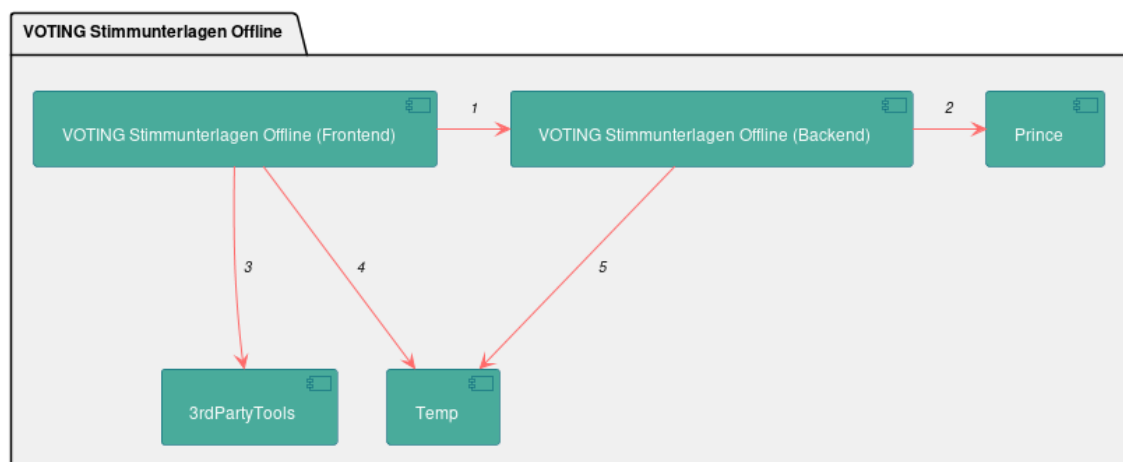 VOTING Stimmunterlagen Offline
VOTING Stimmunterlagen Offline (Frontend)
1
VOTING Stimmunterlagen Offline (Backend)
2
Prince
3
4
5
3rdPartyTools
Temp